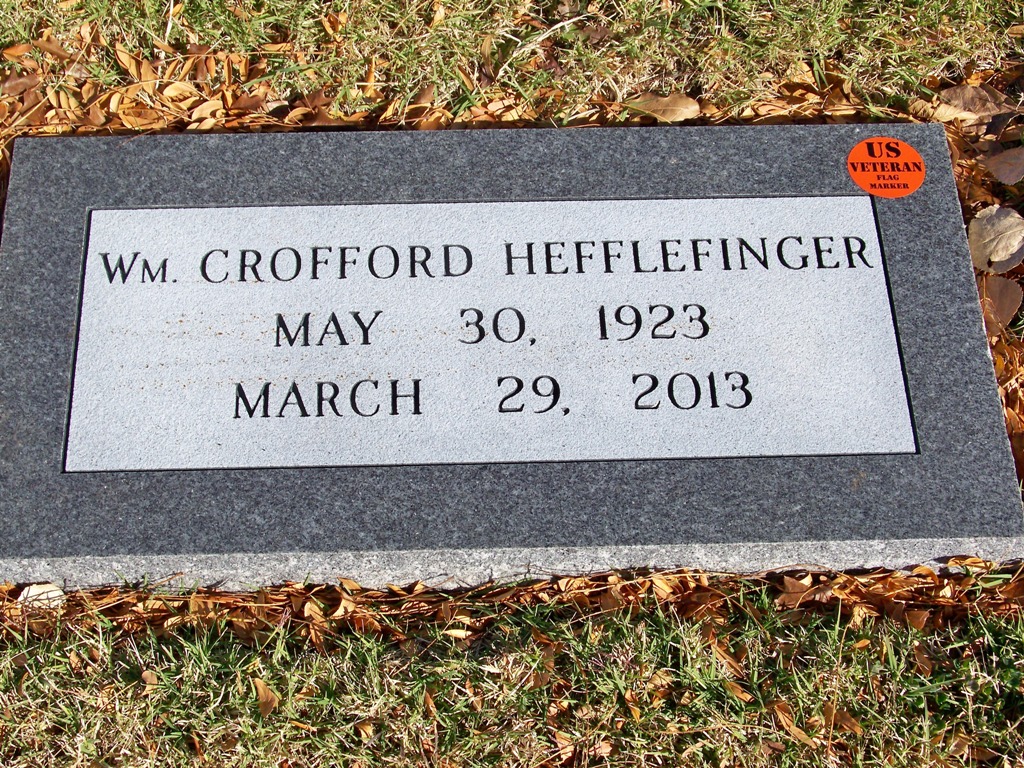 US
VETERAN
FLAG
MARKER
WM. CROFFORD HEFFLEFINGER
MAY 30, 1923
MARCH 29, 2013